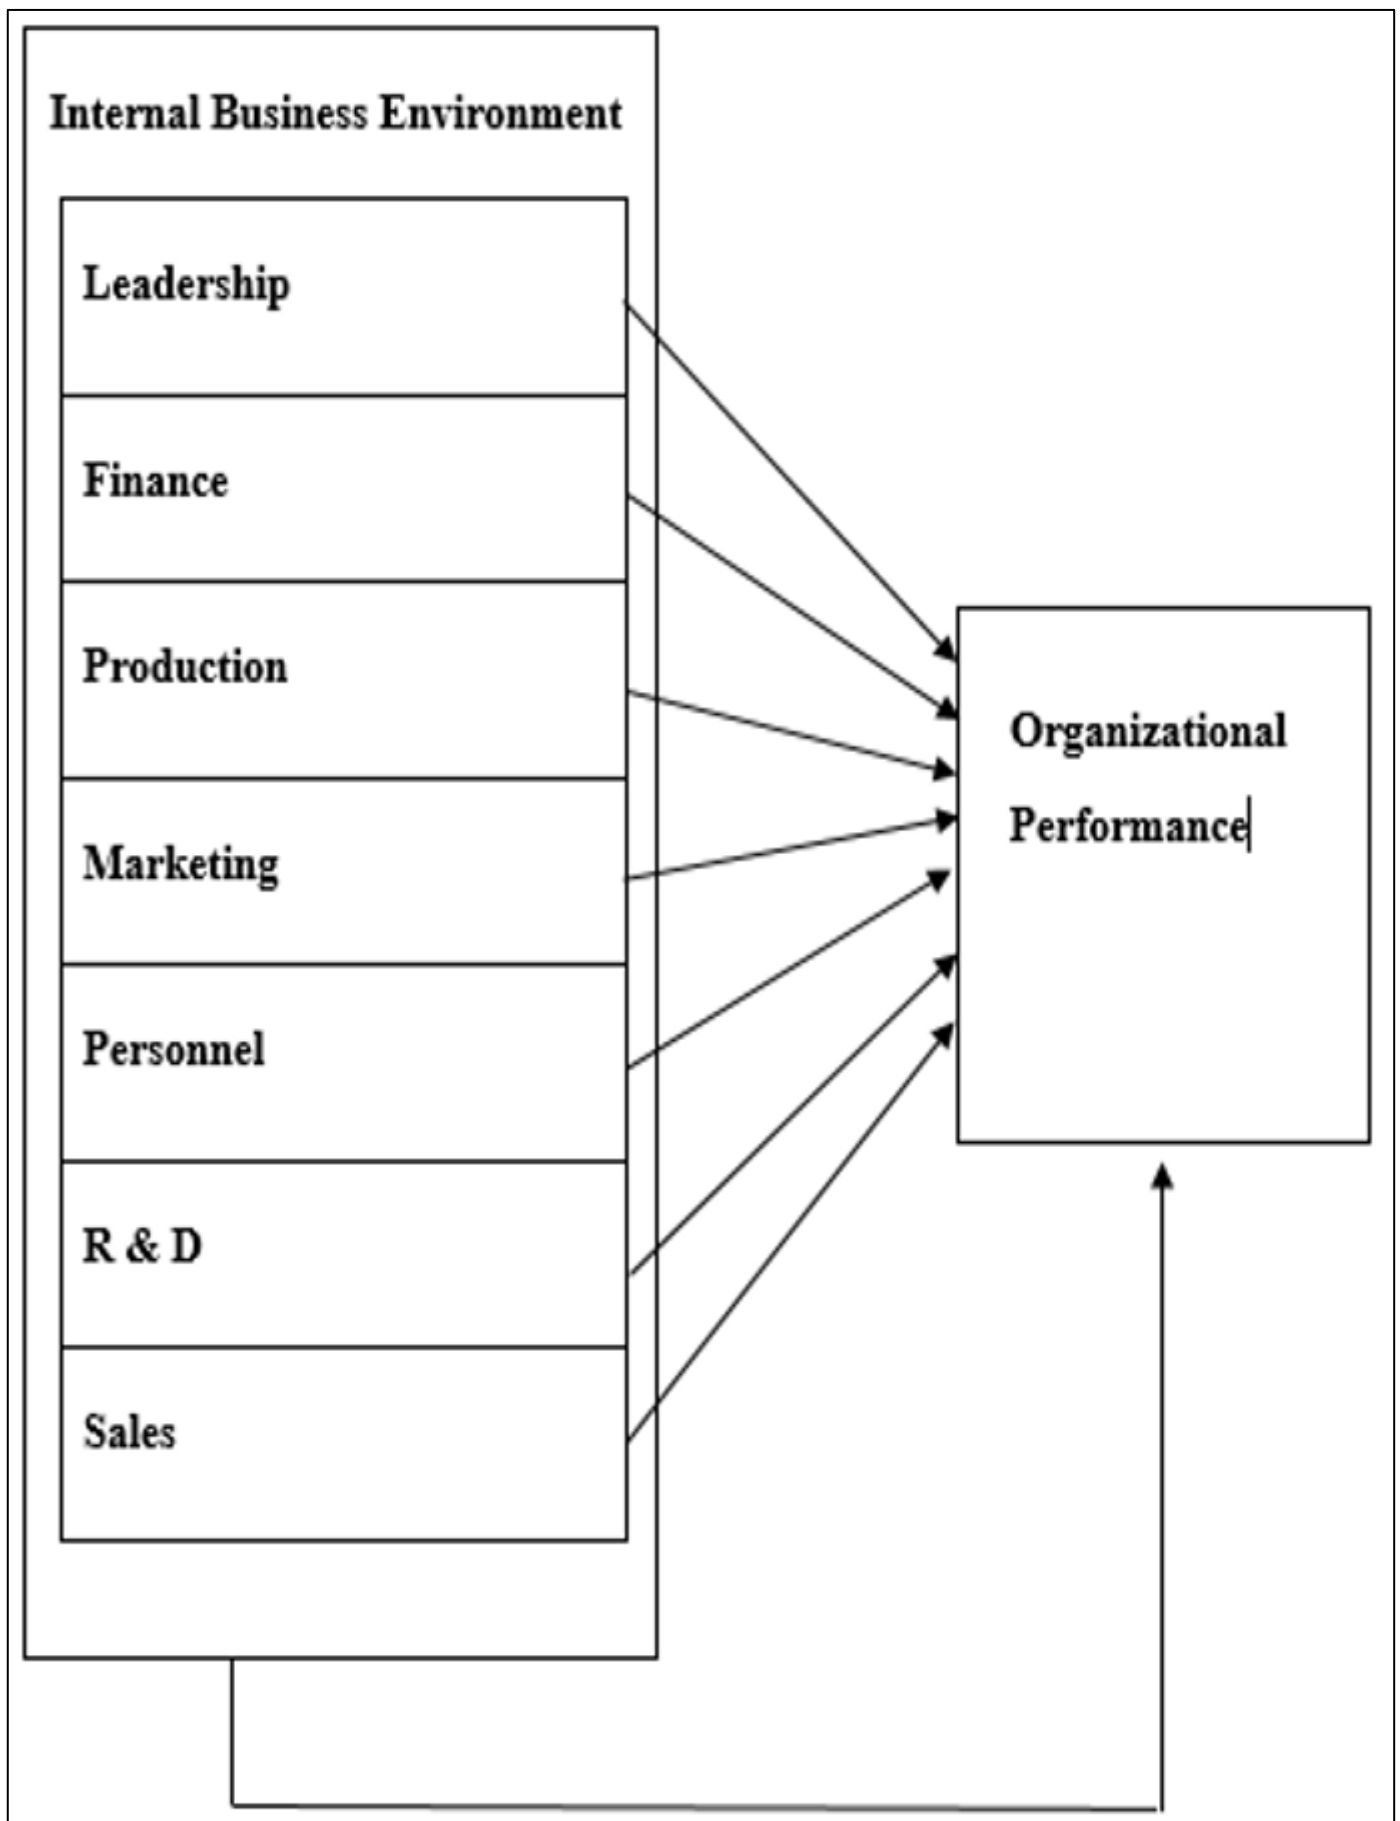 Internal Business Environment
Leadership
Finance
Production
Marketing
Personnel
R & D
Sales
Organizational
Performance